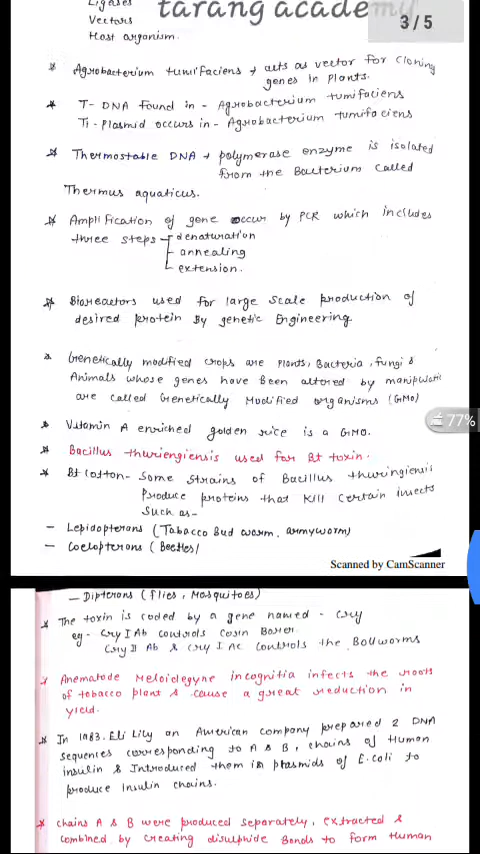 Ligases
tarang academy
3 / 5
Vectors
Host organism.
* Agrobacterium tumifaciens → acts as vector for cloning
genes in plants.
* T-DNA found in - Agrobacterium tumifaciens
Ti-plasmid occurs in - Agrobacterium tumifaciens
* Thermostable DNA → polymerase enzyme is isolated
from the Bacterium called
Thermus aquaticus.
* Amplification of gene occur by PCR which includes
three steps - denaturation
- annealing
- extension.
* Bioreactors used for large scale production of
desired protein By genetic Engineering.
* Genetically modified crops are Plants, Bacteria, fungi &
Animals whose genes have been altered by manipulatic
are called Genetically Modified organisms (GMO)
* Vitamin A enriched golden rice is a GMO.
77%
* Bacillus thuriengiensis used for Bt toxin.
* Bt cotton- Some strains of Bacillus thuringiensis
Produce proteins that kill certain insects
such as-
- Lepidopterans (Tobacco Bud worm, armyworm)
- Coelopterons (Beetles)
Scanned by CamScanner
- Dipterons (flies, Mosquitoes)
* The toxin is coded by a gene named - cry
eg - Cry I Ab controls Corn Borer.
Cry II Ab & cry I Ac controls the Bollworms
* Anematode Meloidegyne incognitia infects the roots
of tobacco plant & cause a great reduction in
yield.
* In 1983. Eli Lily an American company prepared 2 DNA
sequences corresponding to A & B, chains of Human
insulin & Introduced them in plasmids of E.coli to
produce Insulin chains.
* Chains A & B were produced separately, extracted &
combined by creating disulphide Bonds to form Human